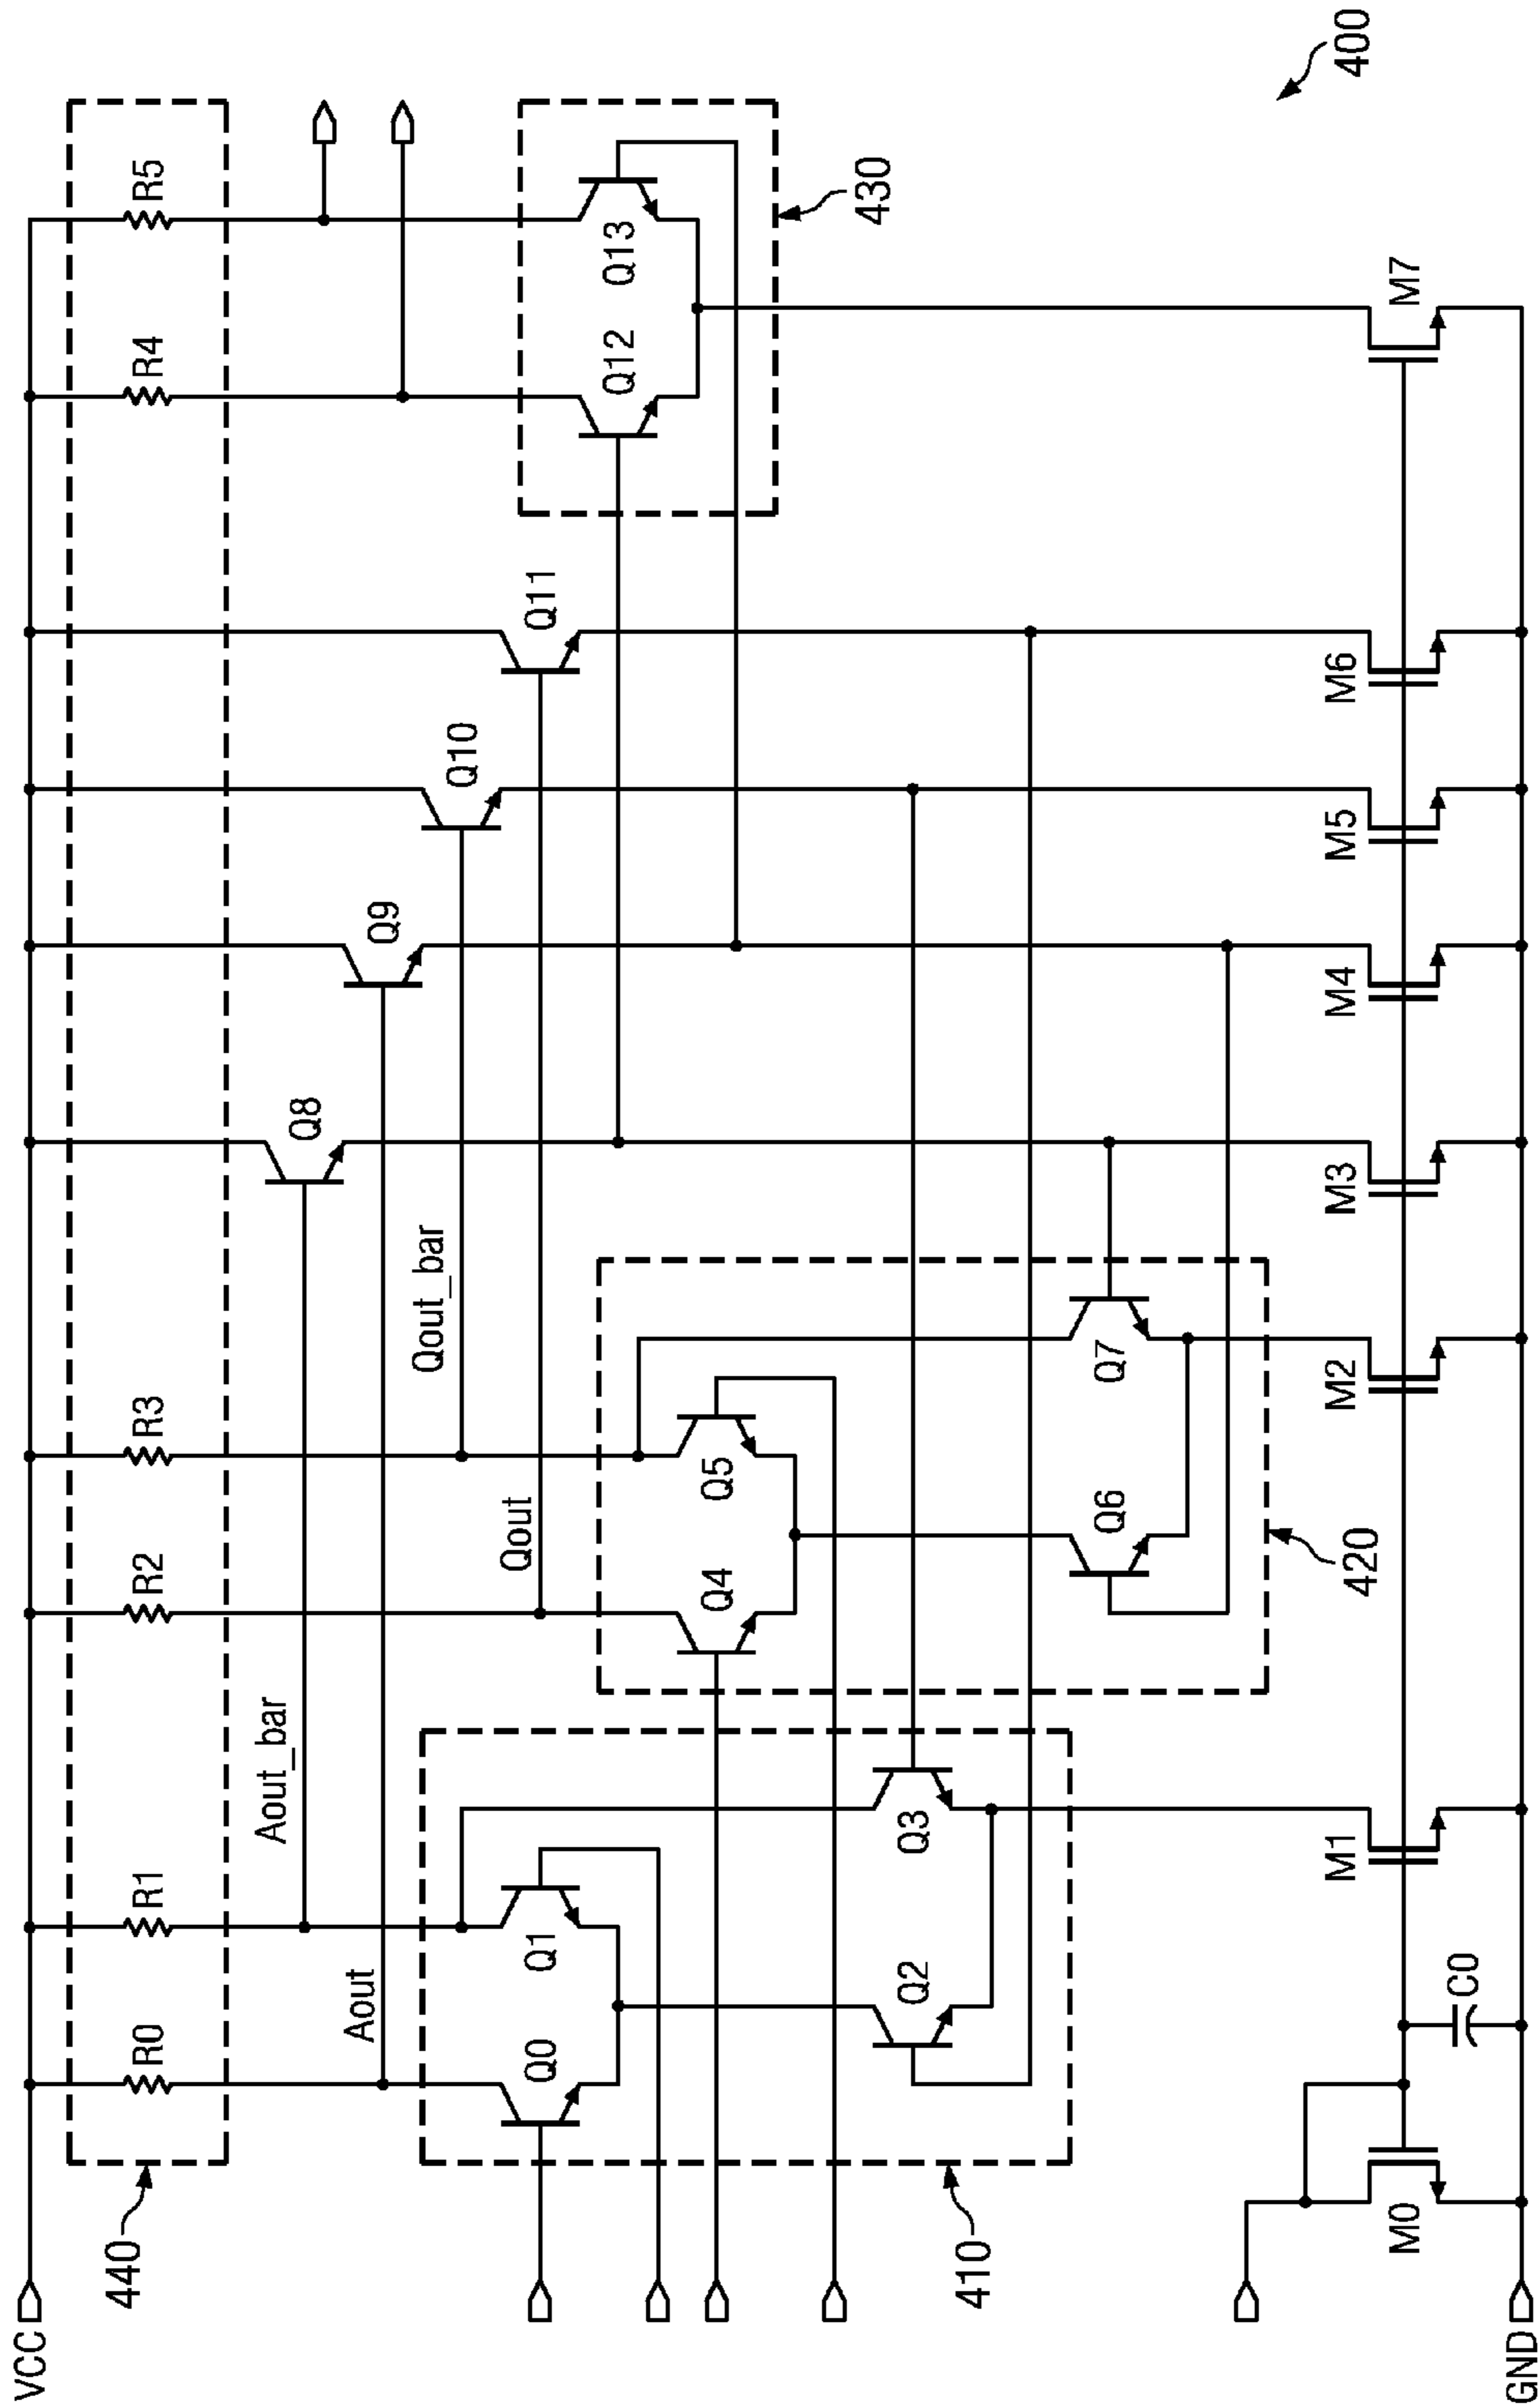 400
VCC
440
R0
R1
R2
R3
R4
R5
Aout_bar
Aout
Q8
Q9
Qout_bar
Q10
Qout
Q11
Q0
Q1
Q4
Q5
Q12
Q13
430
Q2
Q3
Q6
Q7
410
420
M0
C0
M1
M2
M3
M4
M5
M6
M7
GND